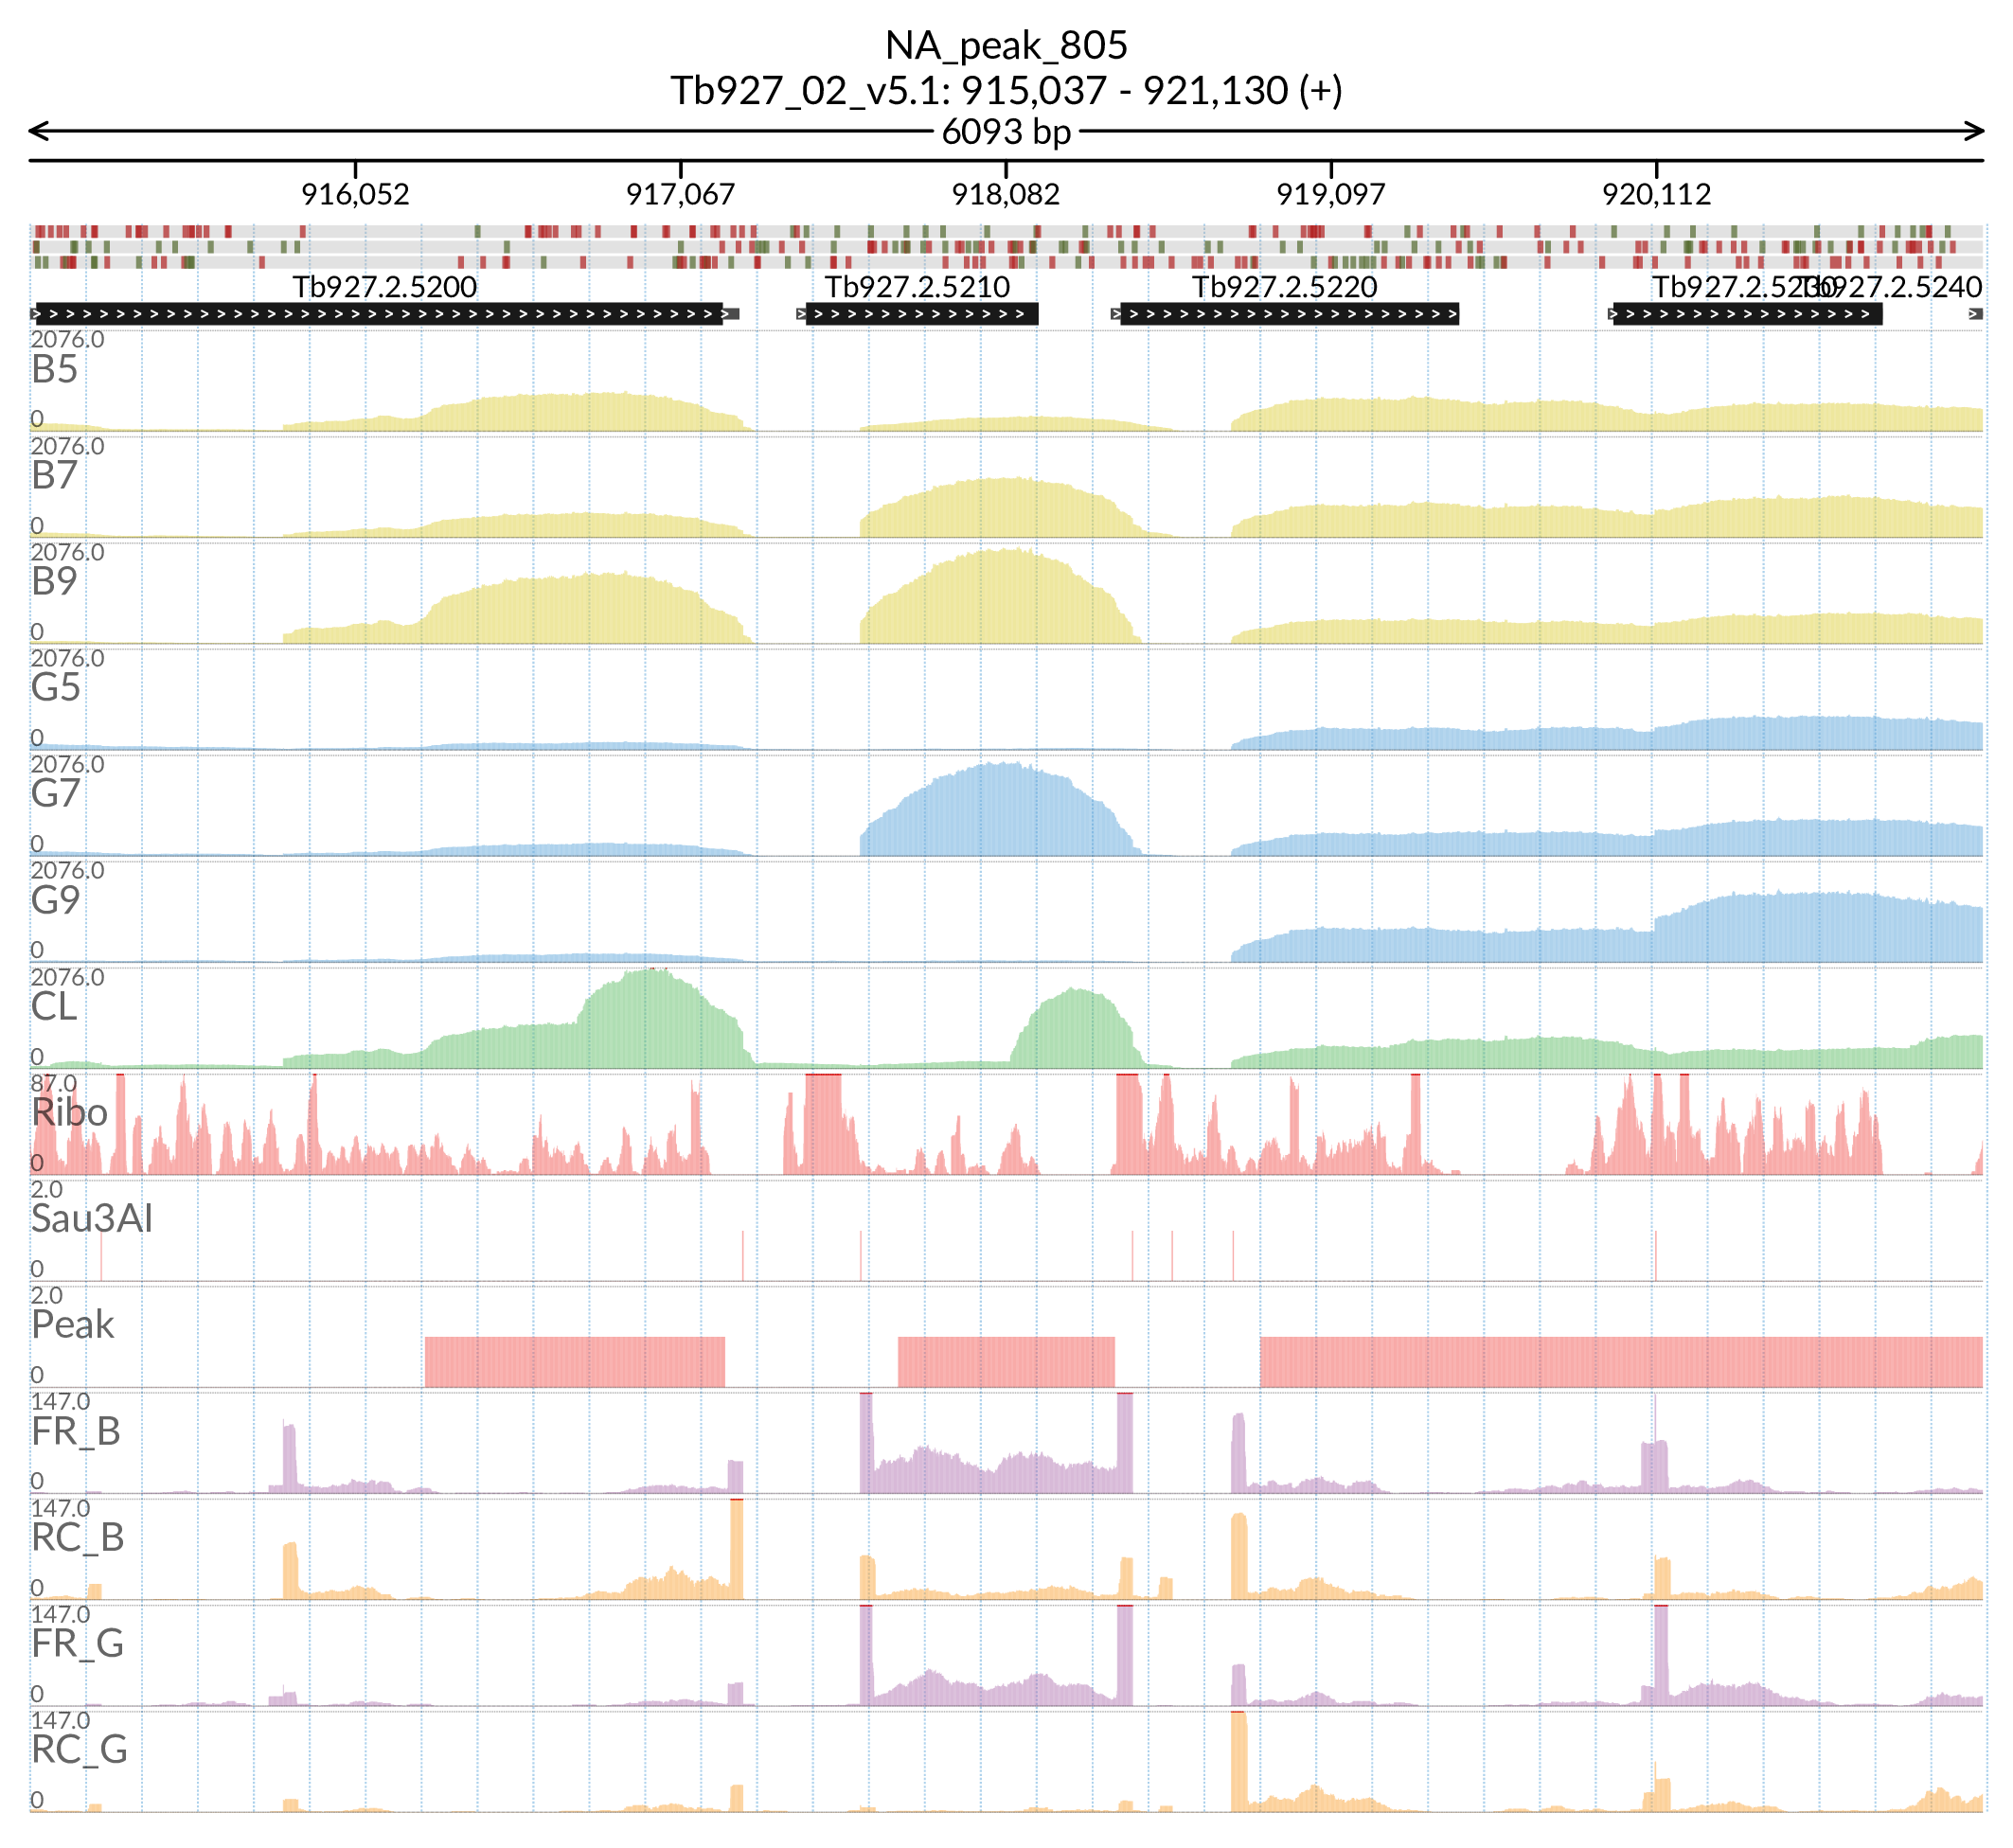 NA_peak_805
Tb927_02_v5.1: 915,037 - 921,130 (+)
6093 bp
916,052 917,067 918,082 919,097 920,112
Tb927.2.5200 Tb927.2.5210 Tb927.2.5220 Tb927.2.5230 Tb927.2.5240
2076.0
B5
0
2076.0
B7
0
2076.0
B9
0
2076.0
G5
0
2076.0
G7
0
2076.0
G9
0
2076.0
CL
0
87.0
Ribo
0
2.0
Sau3AI
0
2.0
Peak
0
147.0
FR_B
0
147.0
RC_B
0
147.0
FR_G
0
147.0
RC_G
0